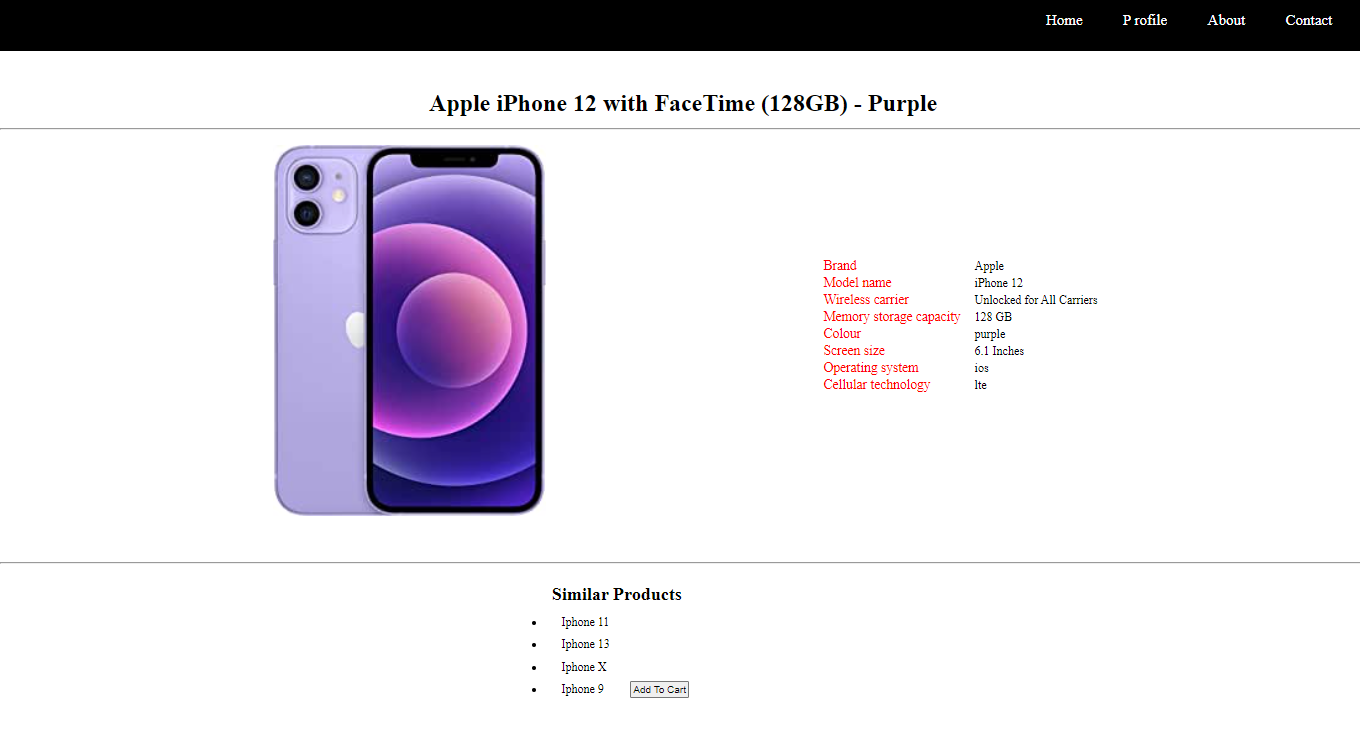 Home P rofile About Contact
Apple iPhone 12 with FaceTime (128GB) - Purple
Brand Apple
Model name iPhone 12
Wireless carrier Unlocked for All Carriers
Memory storage capacity 128 GB
Colour purple
Screen size 6.1 Inches
Operating system ios
Cellular technology lte
Similar Products
Iphone 11
Iphone 13
Iphone X
Iphone 9 Add To Cart